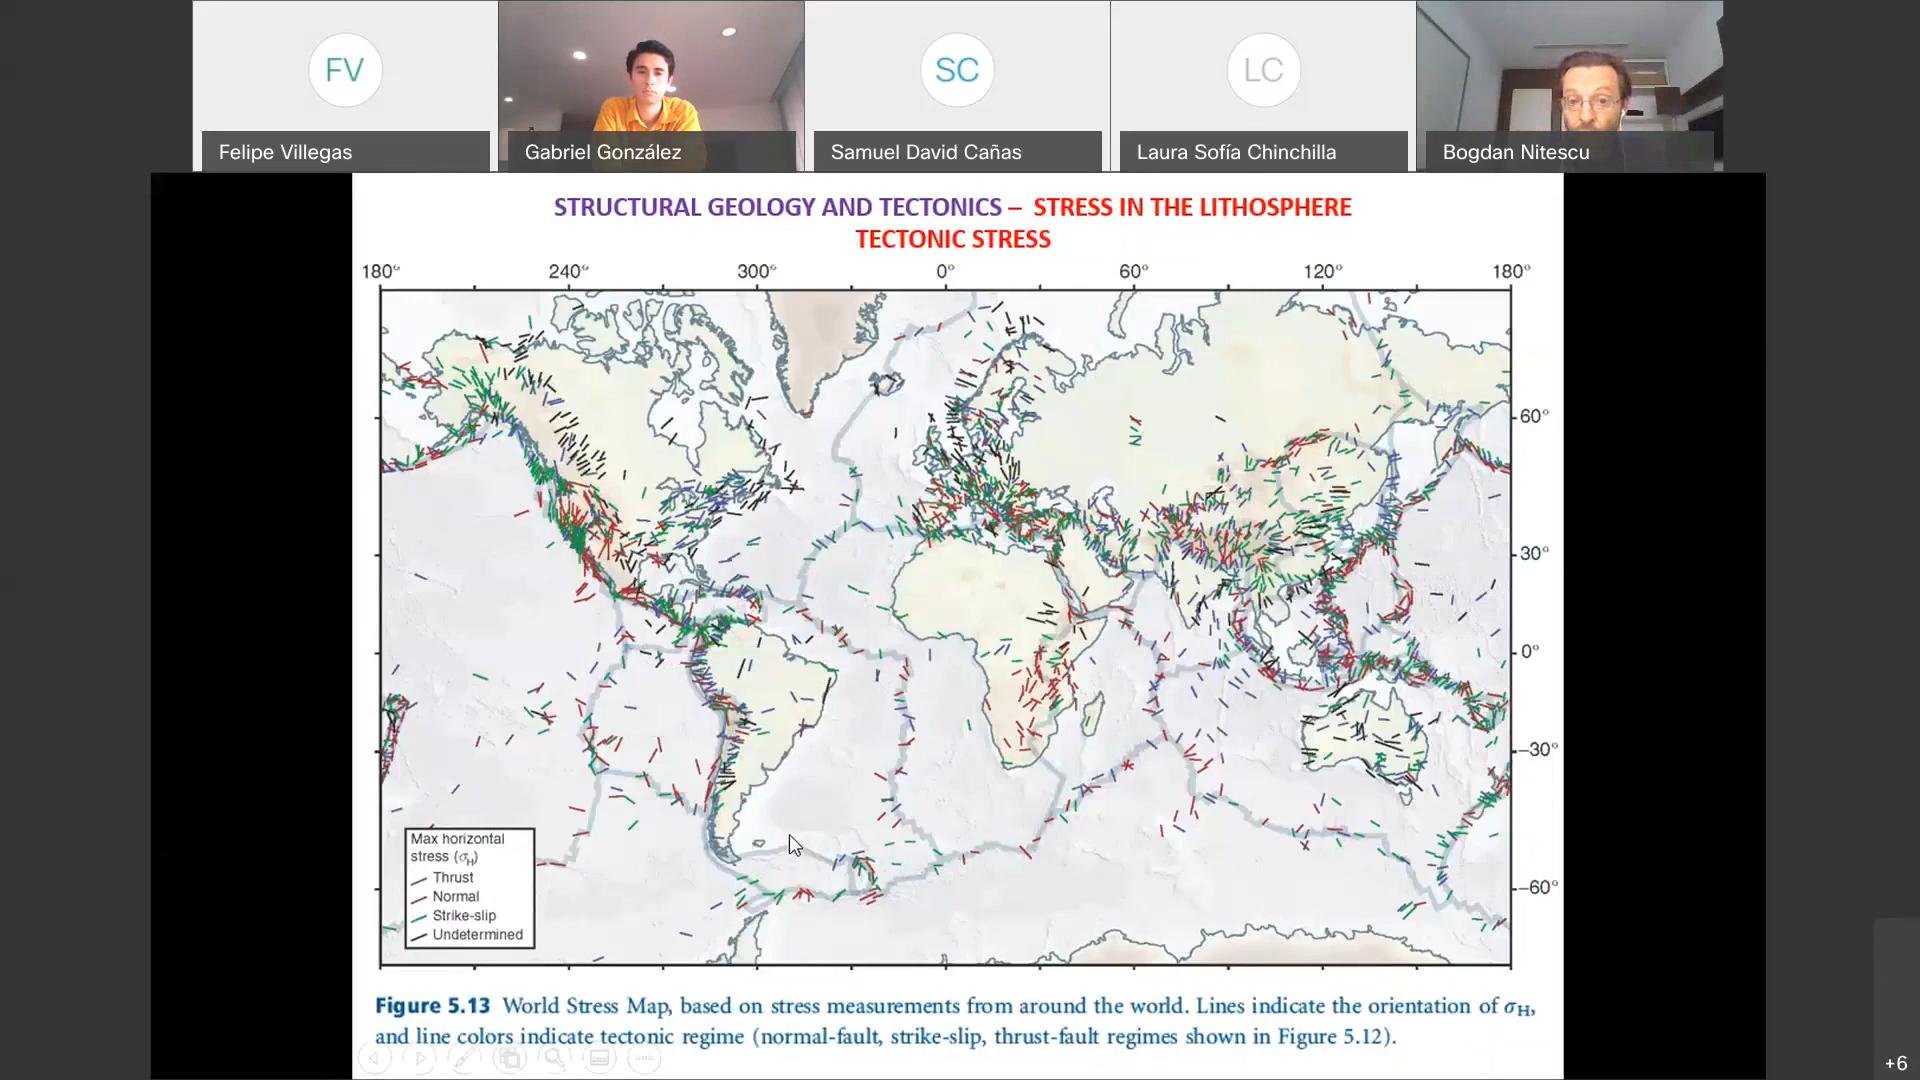 FV
SC
LC
Felipe Villegas
Gabriel González
Samuel David Cañas
Laura Sofía Chinchilla
Bogdan Nitescu
STRUCTURAL GEOLOGY AND TECTONICS – STRESS IN THE LITHOSPHERE
TECTONIC STRESS
180° 240° 300° 0° 60° 120° 180°
60°
30°
0°
–30°
–60°
Max horizontal
stress (σH)
Thrust
Normal
Strike-slip
Undetermined
Figure 5.13 World Stress Map, based on stress measurements from around the world. Lines indicate the orientation of σH,
and line colors indicate tectonic regime (normal-fault, strike-slip, thrust-fault regimes shown in Figure 5.12).
+6